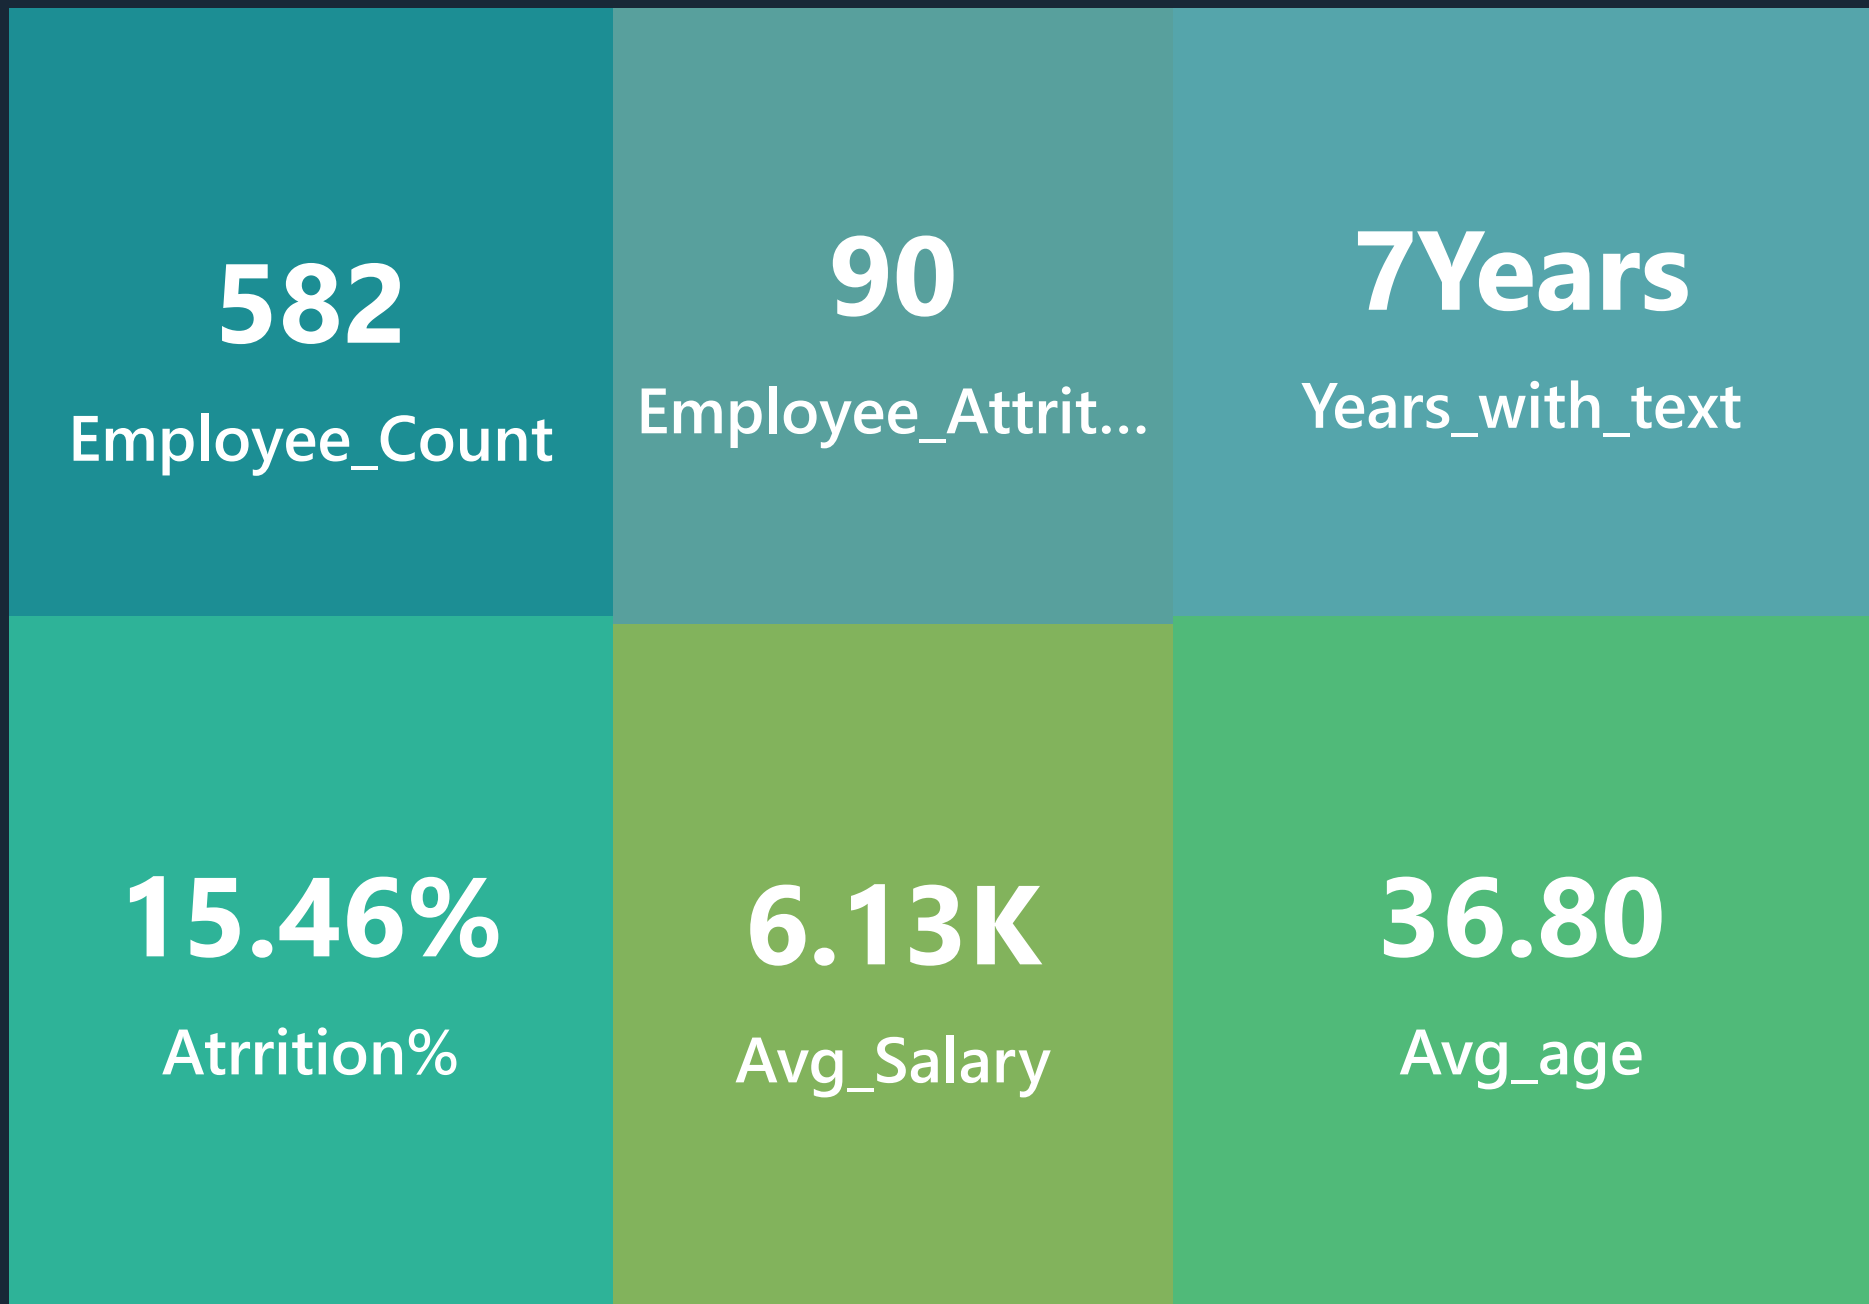 582
Employee_Count
90
Employee_Attrit...
7Years
Years_with_text
15.46%
Atrrition%
6.13K
Avg_Salary
36.80
Avg_age